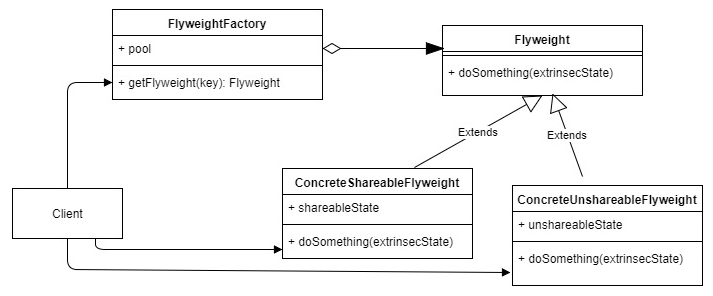 FlyweightFactory
+ pool
+ getFlyweight(key): Flyweight
Flyweight
+ doSomething(extrinsecState)
Extends
Extends
Client
ConcreteShareableFlyweight
+ shareableState
+ doSomething(extrinsecState)
ConcreteUnshareableFlyweight
+ unshareableState
+ doSomething(extrinsecState)